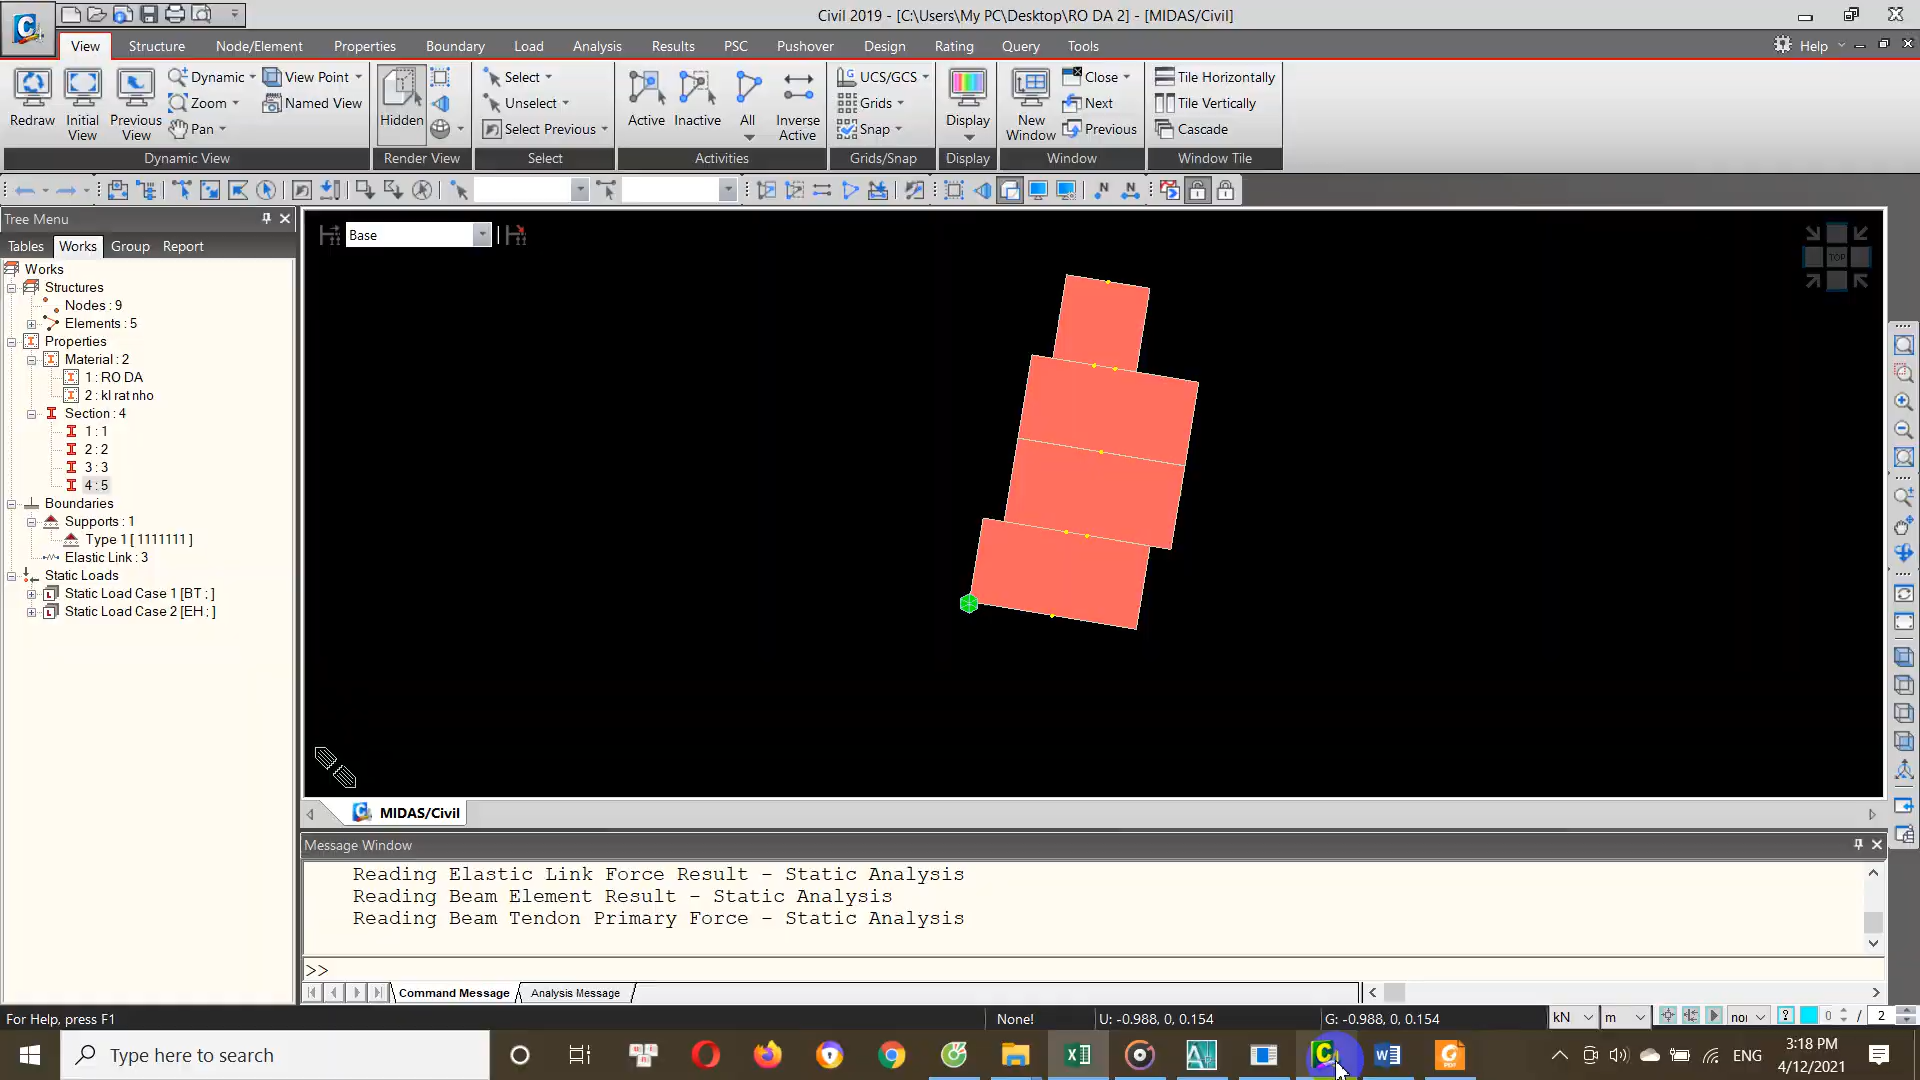 Civil 2019 - [C:\Users\My PC\Desktop\RO DA 2] - [MIDAS/Civil]
View Structure Node/Element Properties Boundary Load Analysis Results PSC Pushover Design Rating Query Tools Help
Redraw
Initial View
Previous View
Dynamic
Zoom
Pan
View Point
Named View
Dynamic View
Hidden
Render View
Select
Unselect
Select Previous
Select
Active
Inactive
All
Inverse Active
Activities
UCS/GCS
Grids
Snap
Grids/Snap
Display
Display
New Window
Close
Next
Previous
Window
Tile Horizontally
Tile Vertically
Cascade
Window Tile
Tree Menu
Tables Works Group Report
Works
Structures
Nodes : 9
Elements : 5
Properties
Material : 2
1 : RO DA
2 : kl rat nho
Section : 4
1 : 1
2 : 2
3 : 3
4 : 5
Boundaries
Supports : 1
Type 1 [ 1111111 ]
Elastic Link : 3
Static Loads
Static Load Case 1 [BT ; ]
Static Load Case 2 [EH ; ]
Base
TOP
MIDAS/Civil
Message Window
Reading Elastic Link Force Result - Static Analysis
Reading Beam Element Result - Static Analysis
Reading Beam Tendon Primary Force - Static Analysis
>>
Command Message Analysis Message
For Help, press F1 None! U: -0.988, 0, 0.154 G: -0.988, 0, 0.154 kN m nor 0 / 2
Type here to search
ENG
3:18 PM
4/12/2021